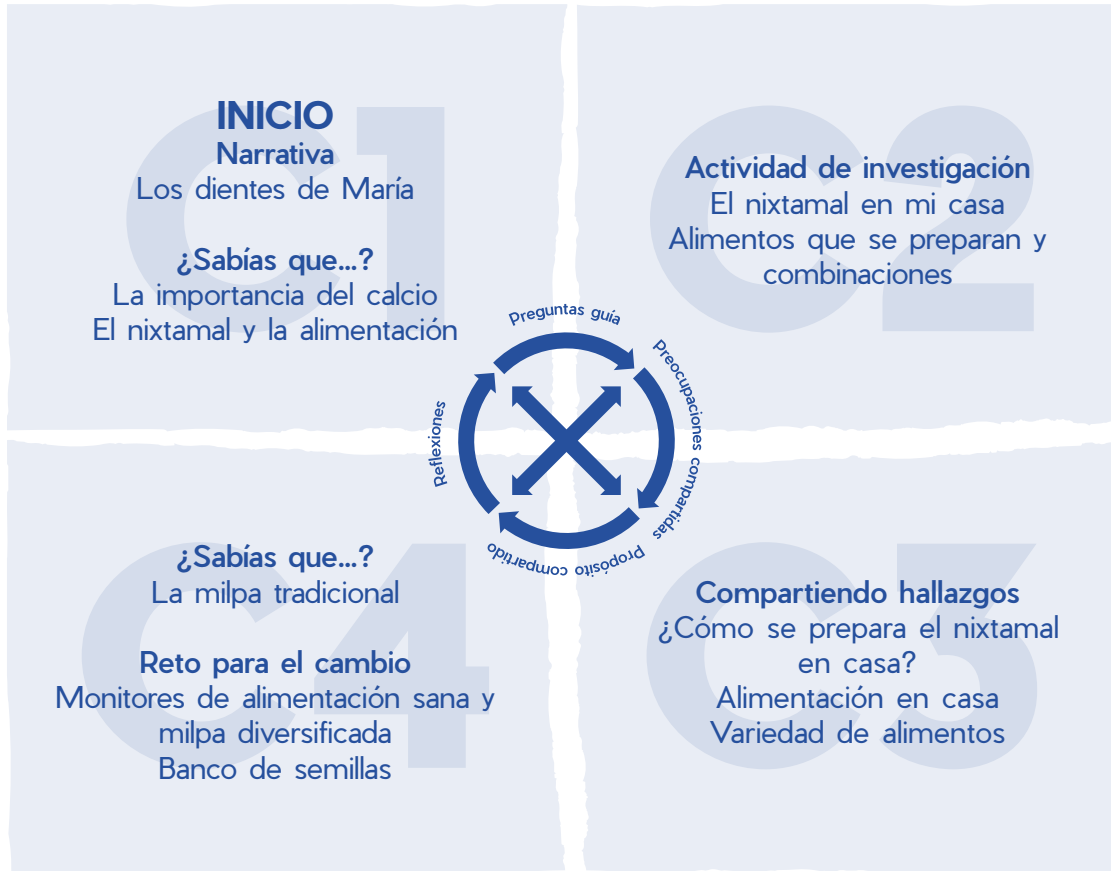 C1
INICIO
Narrativa
Los dientes de María
¿Sabías que...?
La importancia del calcio
El nixtamal y la alimentación
C2
Actividad de investigación
El nixtamal en mi casa
Alimentos que se preparan y
combinaciones
Preguntas guía
Preocupaciones compartidas
Propósito compartido
Reflexiones
C3
Compartiendo hallazgos
¿Cómo se prepara el nixtamal
en casa?
Alimentación en casa
Variedad de alimentos
C4
¿Sabías que...?
La milpa tradicional
Reto para el cambio
Monitores de alimentación sana y
milpa diversificada
Banco de semillas